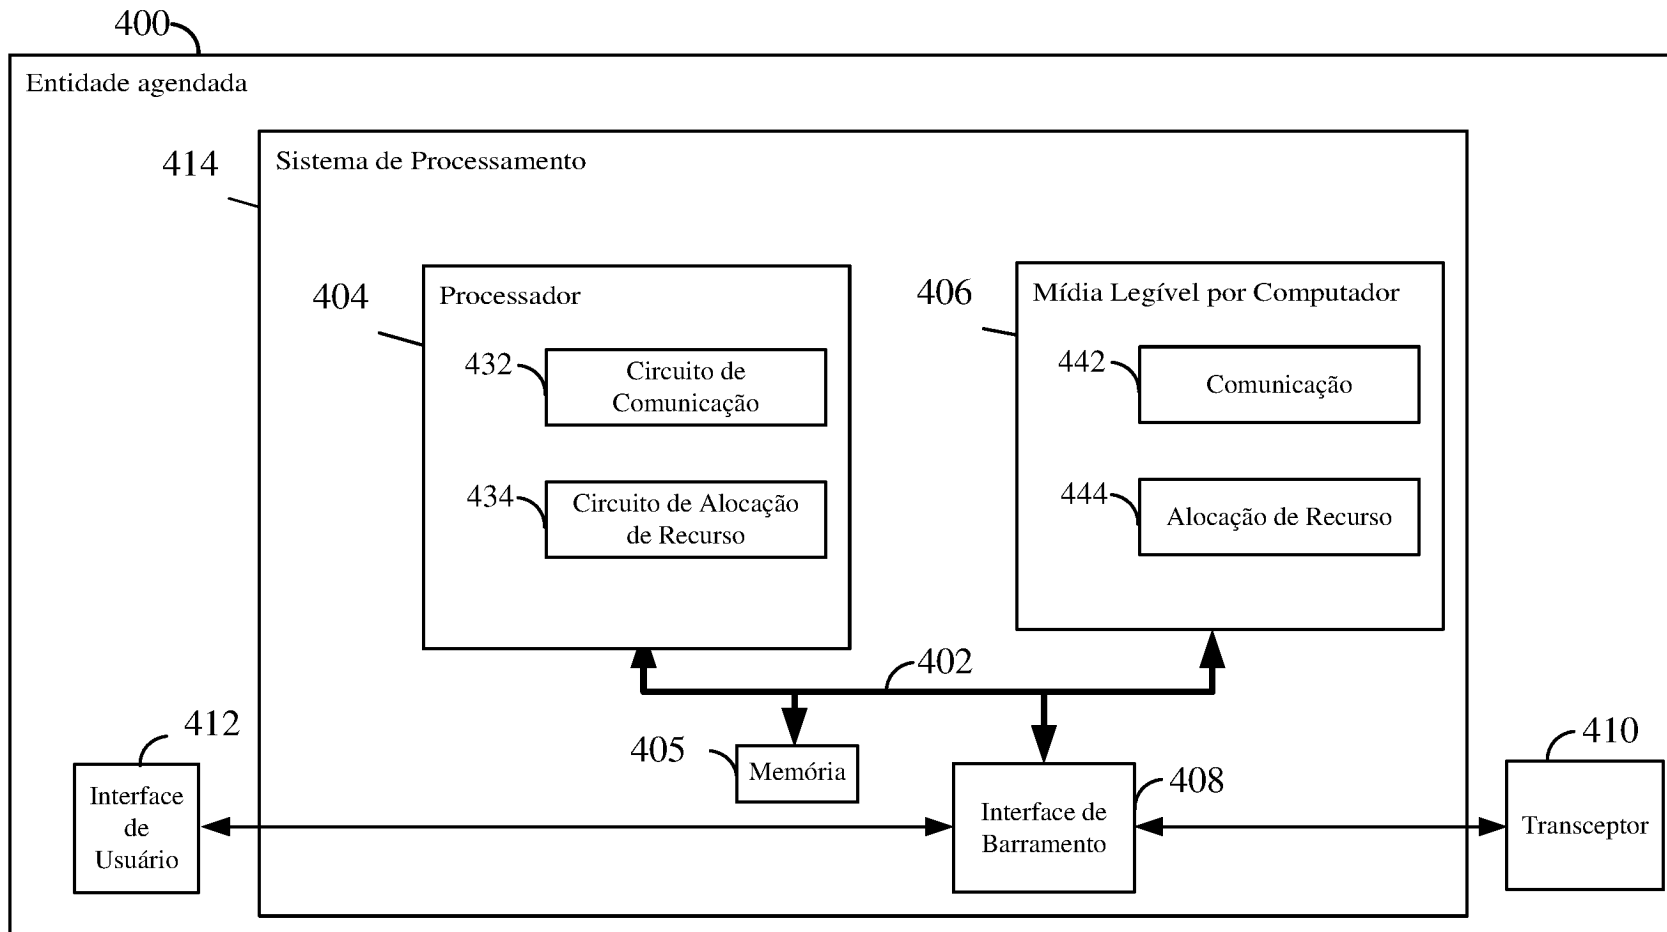 400
Entidade agendada
414
Sistema de Processamento
404
Processador
432
Circuito de
Comunicação
434
Circuito de Alocação
de Recurso
406
Mídia Legível por Computador
442
Comunicação
444
Alocação de Recurso
402
412
Interface
de
Usuário
405
Memória
408
Interface de
Barramento
410
Transceptor